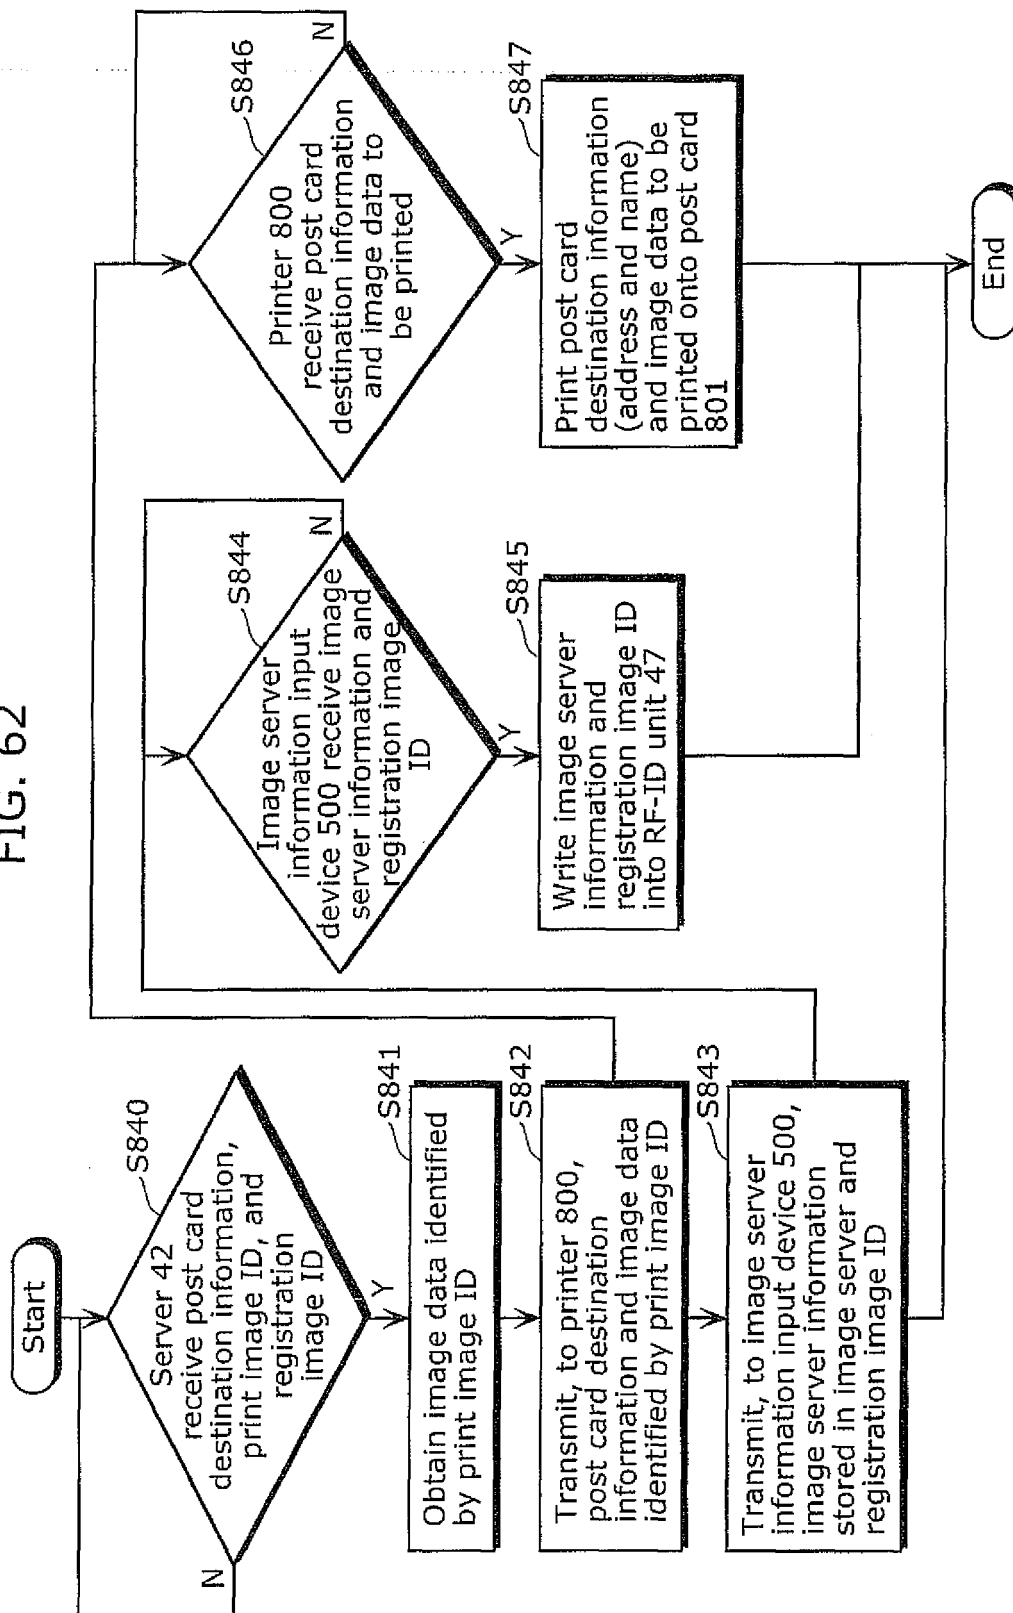 FIG. 62
Start
S840
Server 42
receive post card
destination information,
print image ID, and
registration
image ID
N
Y
S841
Obtain image data identified
by print image ID
S842
Transmit, to printer 800,
post card destination
information and image data
identified by print image ID
S843
Transmit, to image server
information input device 500,
image server information
stored in image server and
registration image ID
S844
Image server
information input
device 500 receive image
server information and
registration image
ID
N
Y
S845
Write image server
information and
registration image ID
into RF-ID unit 47
S846
Printer 800
receive post card
destination information
and image data to
be printed
N
Y
S847
Print post card
destination information
(address and name)
and image data to be
printed onto post card
801
End